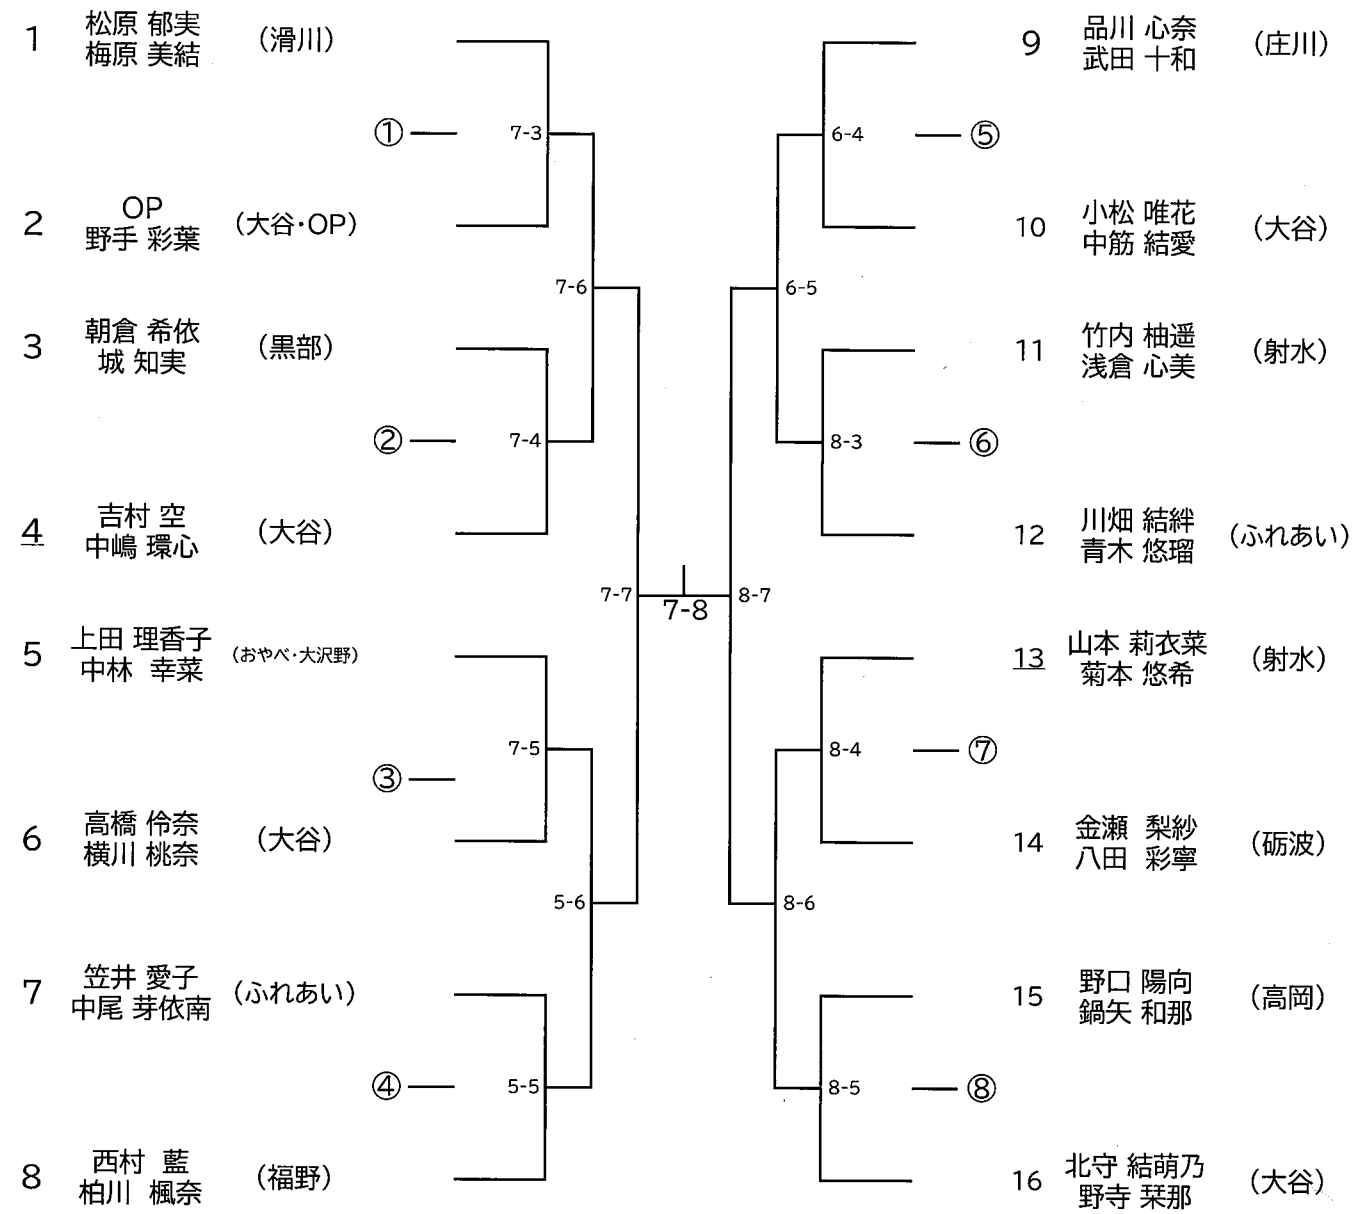 1 松原 郁実 (滑川)
梅原 美結
① 7-3
2 OP (大谷・OP)
野手 彩葉
7-6
3 朝倉 希依 (黒部)
城 知実
② 7-4
4 吉村 空 (大谷)
中嶋 環心
7-7
5 上田 理香子 (おやべ・大沢野)
中林 幸菜
7-5
③
6 高橋 伶奈 (大谷)
横川 桃奈
5-6
7 笠井 愛子 (ふれあい)
中尾 芽依南
④ 5-5
8 西村 藍 (福野)
柏川 楓奈
7-8
9 品川 心奈 (庄川)
武田 十和
6-4 ⑤
10 小松 唯花 (大谷)
中筋 結愛
6-5
11 竹内 柚遥 (射水)
浅倉 心美
8-3 ⑥
12 川畑 結絆 (ふれあい)
青木 悠瑠
8-7
13 山本 莉衣菜 (射水)
菊本 悠希
8-4 ⑦
14 金瀬 梨紗 (砺波)
八田 彩寧
8-6
15 野口 陽向 (高岡)
鍋矢 和那
8-5 ⑧
16 北守 結萌乃 (大谷)
野寺 栞那